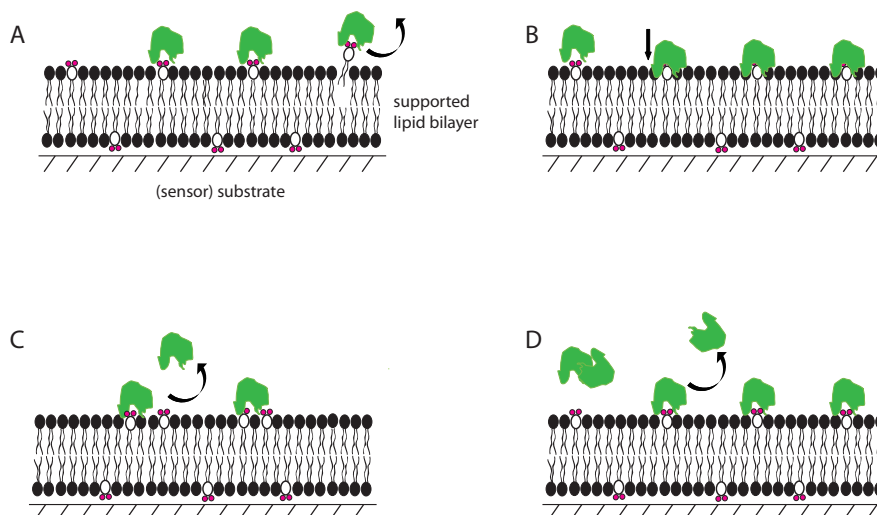 A
B
supported
lipid bilayer
(sensor) substrate
C
D